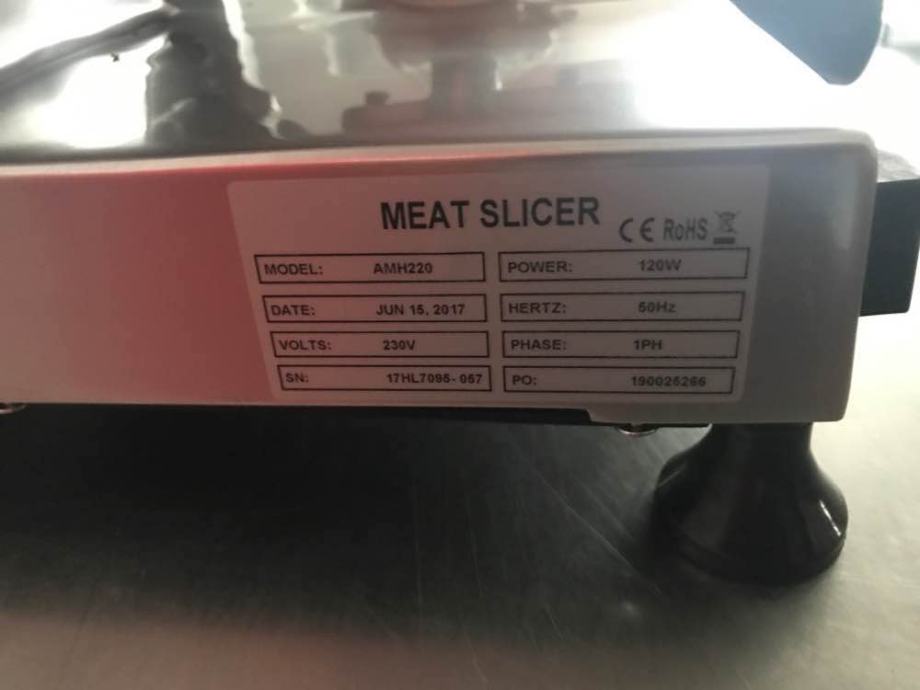 MEAT SLICER
CE RoHS
MODEL: AMH220 POWER: 120W
DATE: JUN 15, 2017 HERTZ: 50Hz
VOLTS: 230V PHASE: 1PH
SN: 17HL7095-057 PO: 190025266